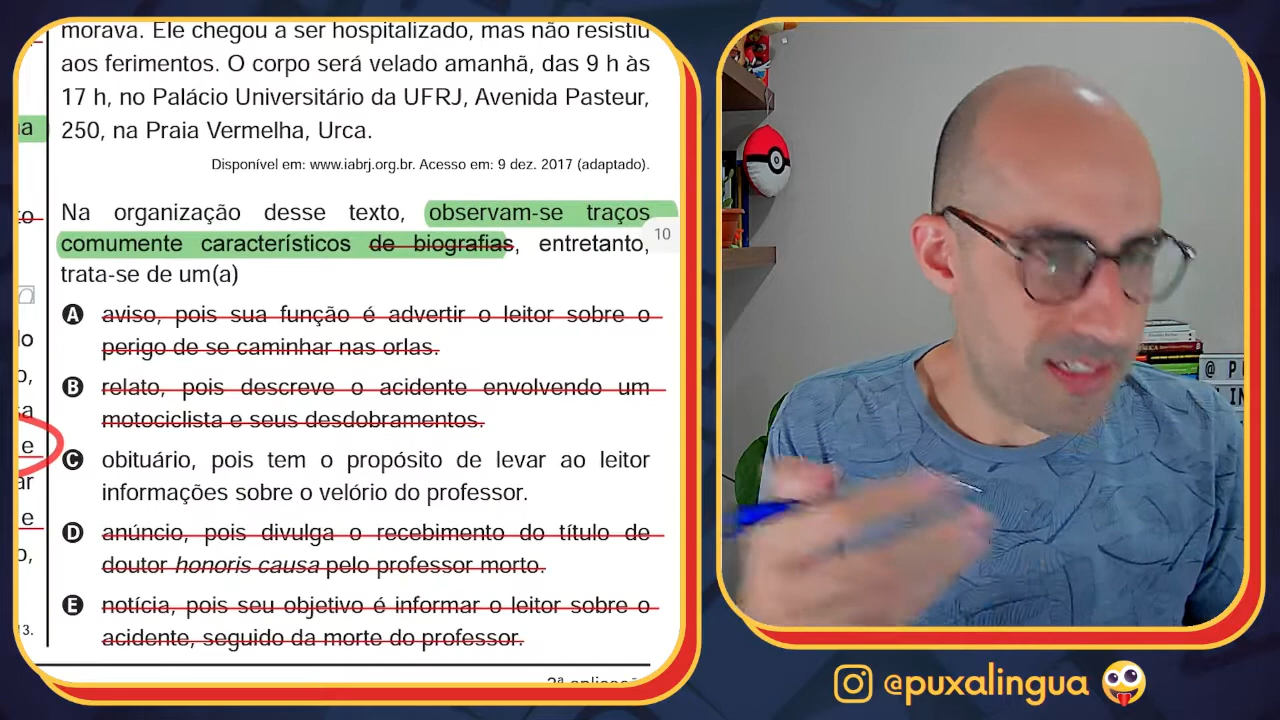 morava. Ele chegou a ser hospitalizado, mas não resistiu
aos ferimentos. O corpo será velado amanhã, das 9 h às
17 h, no Palácio Universitário da UFRJ, Avenida Pasteur,
250, na Praia Vermelha, Urca.
Disponível em: www.iabrj.org.br. Acesso em: 9 dez. 2017 (adaptado).
Na organização desse texto, observam-se traços
comumente característicos de biografias, entretanto,
10
trata-se de um(a)
A aviso, pois sua função é advertir o leitor sobre o
perigo de se caminhar nas orlas.
B relato, pois descreve o acidente envolvendo um
motociclista e seus desdobramentos.
C obituário, pois tem o propósito de levar ao leitor
informações sobre o velório do professor.
D anúncio, pois divulga o recebimento do título de
doutor honoris causa pelo professor morto.
E notícia, pois seu objetivo é informar o leitor sobre o
acidente, seguido da morte do professor.
@puxalingua